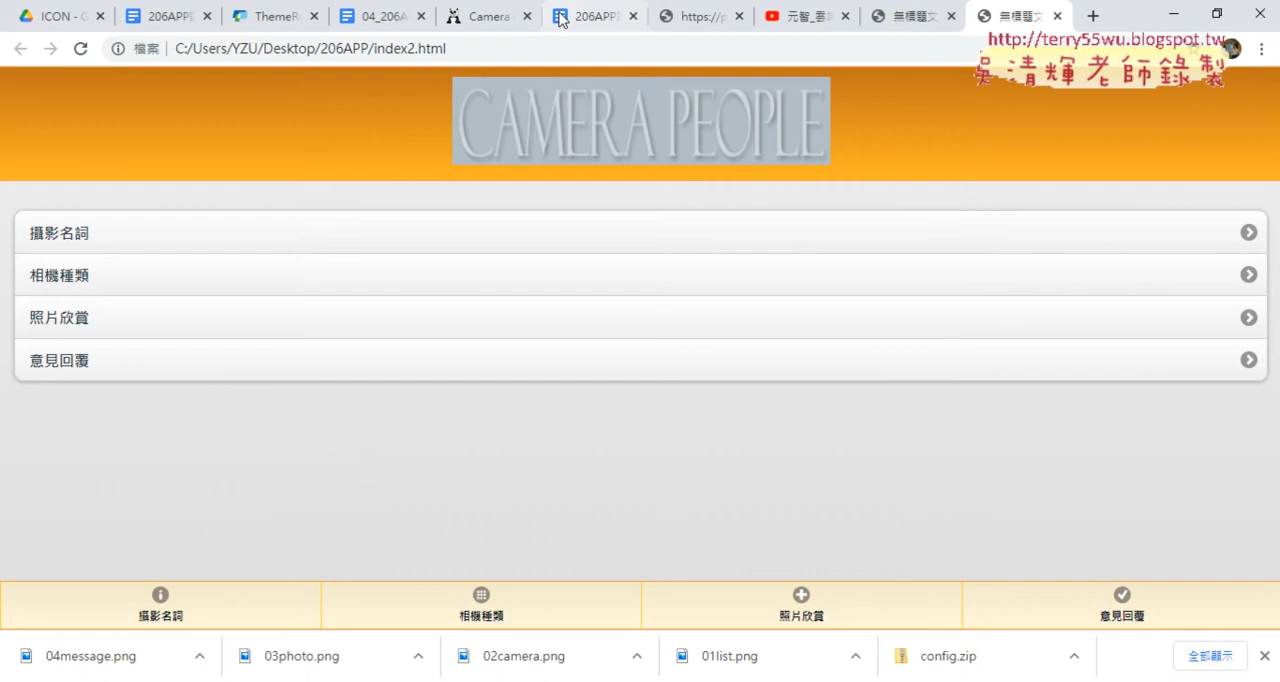 ICON - G
206APP
ThemeR
04_206A
Camera
206APP
https://p
元智_雲
無標題文
無標題文
檔案
C:/Users/YZU/Desktop/206APP/index2.html
http://terry55wu.blogspot.tw
吳清輝老師錄製
CAMERA PEOPLE
攝影名詞
相機種類
照片欣賞
意見回覆
攝影名詞
相機種類
照片欣賞
意見回覆
04message.png
03photo.png
02camera.png
01list.png
config.zip
全部顯示